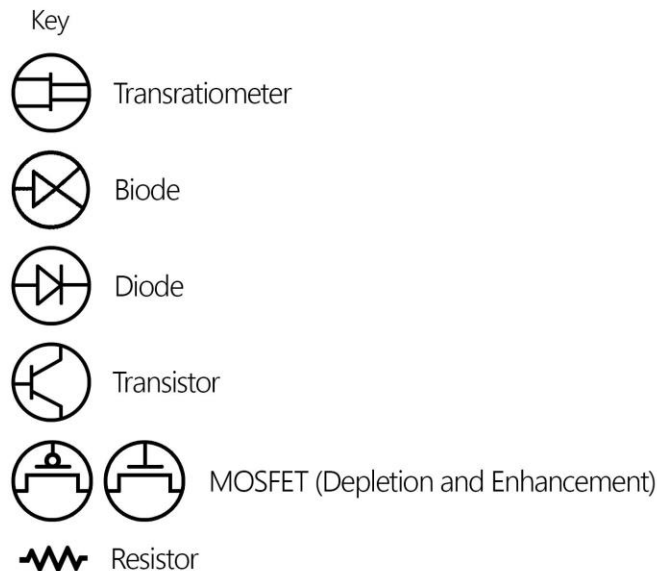 Key
Transratiometer
Biode
Diode
Transistor
MOSFET (Depletion and Enhancement)
Resistor